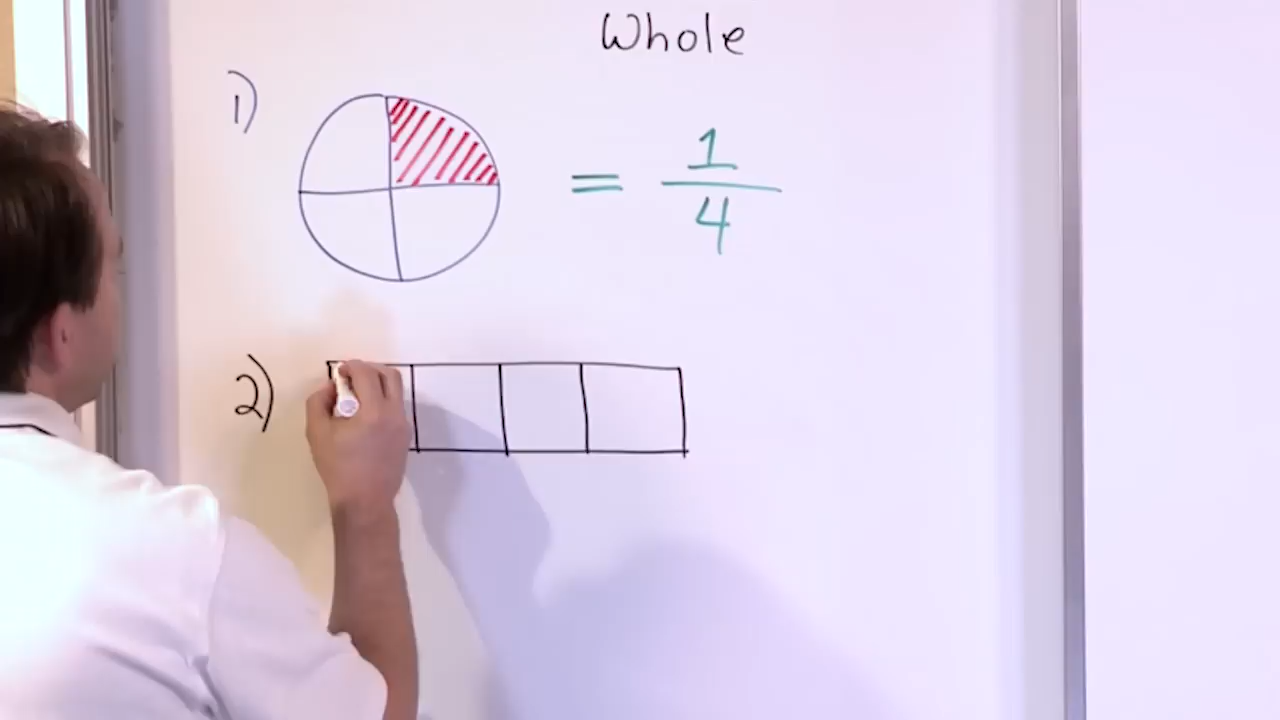 Whole
1)
= 1/4
2)